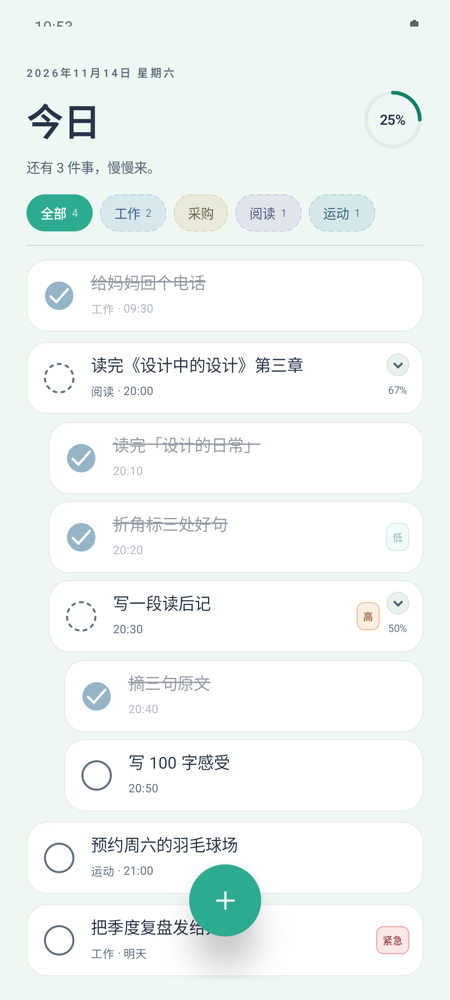 2026年11月14日 星期六
今日
25%
还有 3 件事，慢慢来。
全部 4 工作 2 采购 阅读 1 运动 1
给妈妈回个电话
工作 · 09:30
读完《设计中的设计》第三章
阅读 · 20:00
67%
读完「设计的日常」
20:10
折角标三处好句
20:20
低
写一段读后记
20:30
高
50%
摘三句原文
20:40
写 100 字感受
20:50
预约周六的羽毛球场
运动 · 21:00
把季度复盘发给
工作 · 明天
紧急